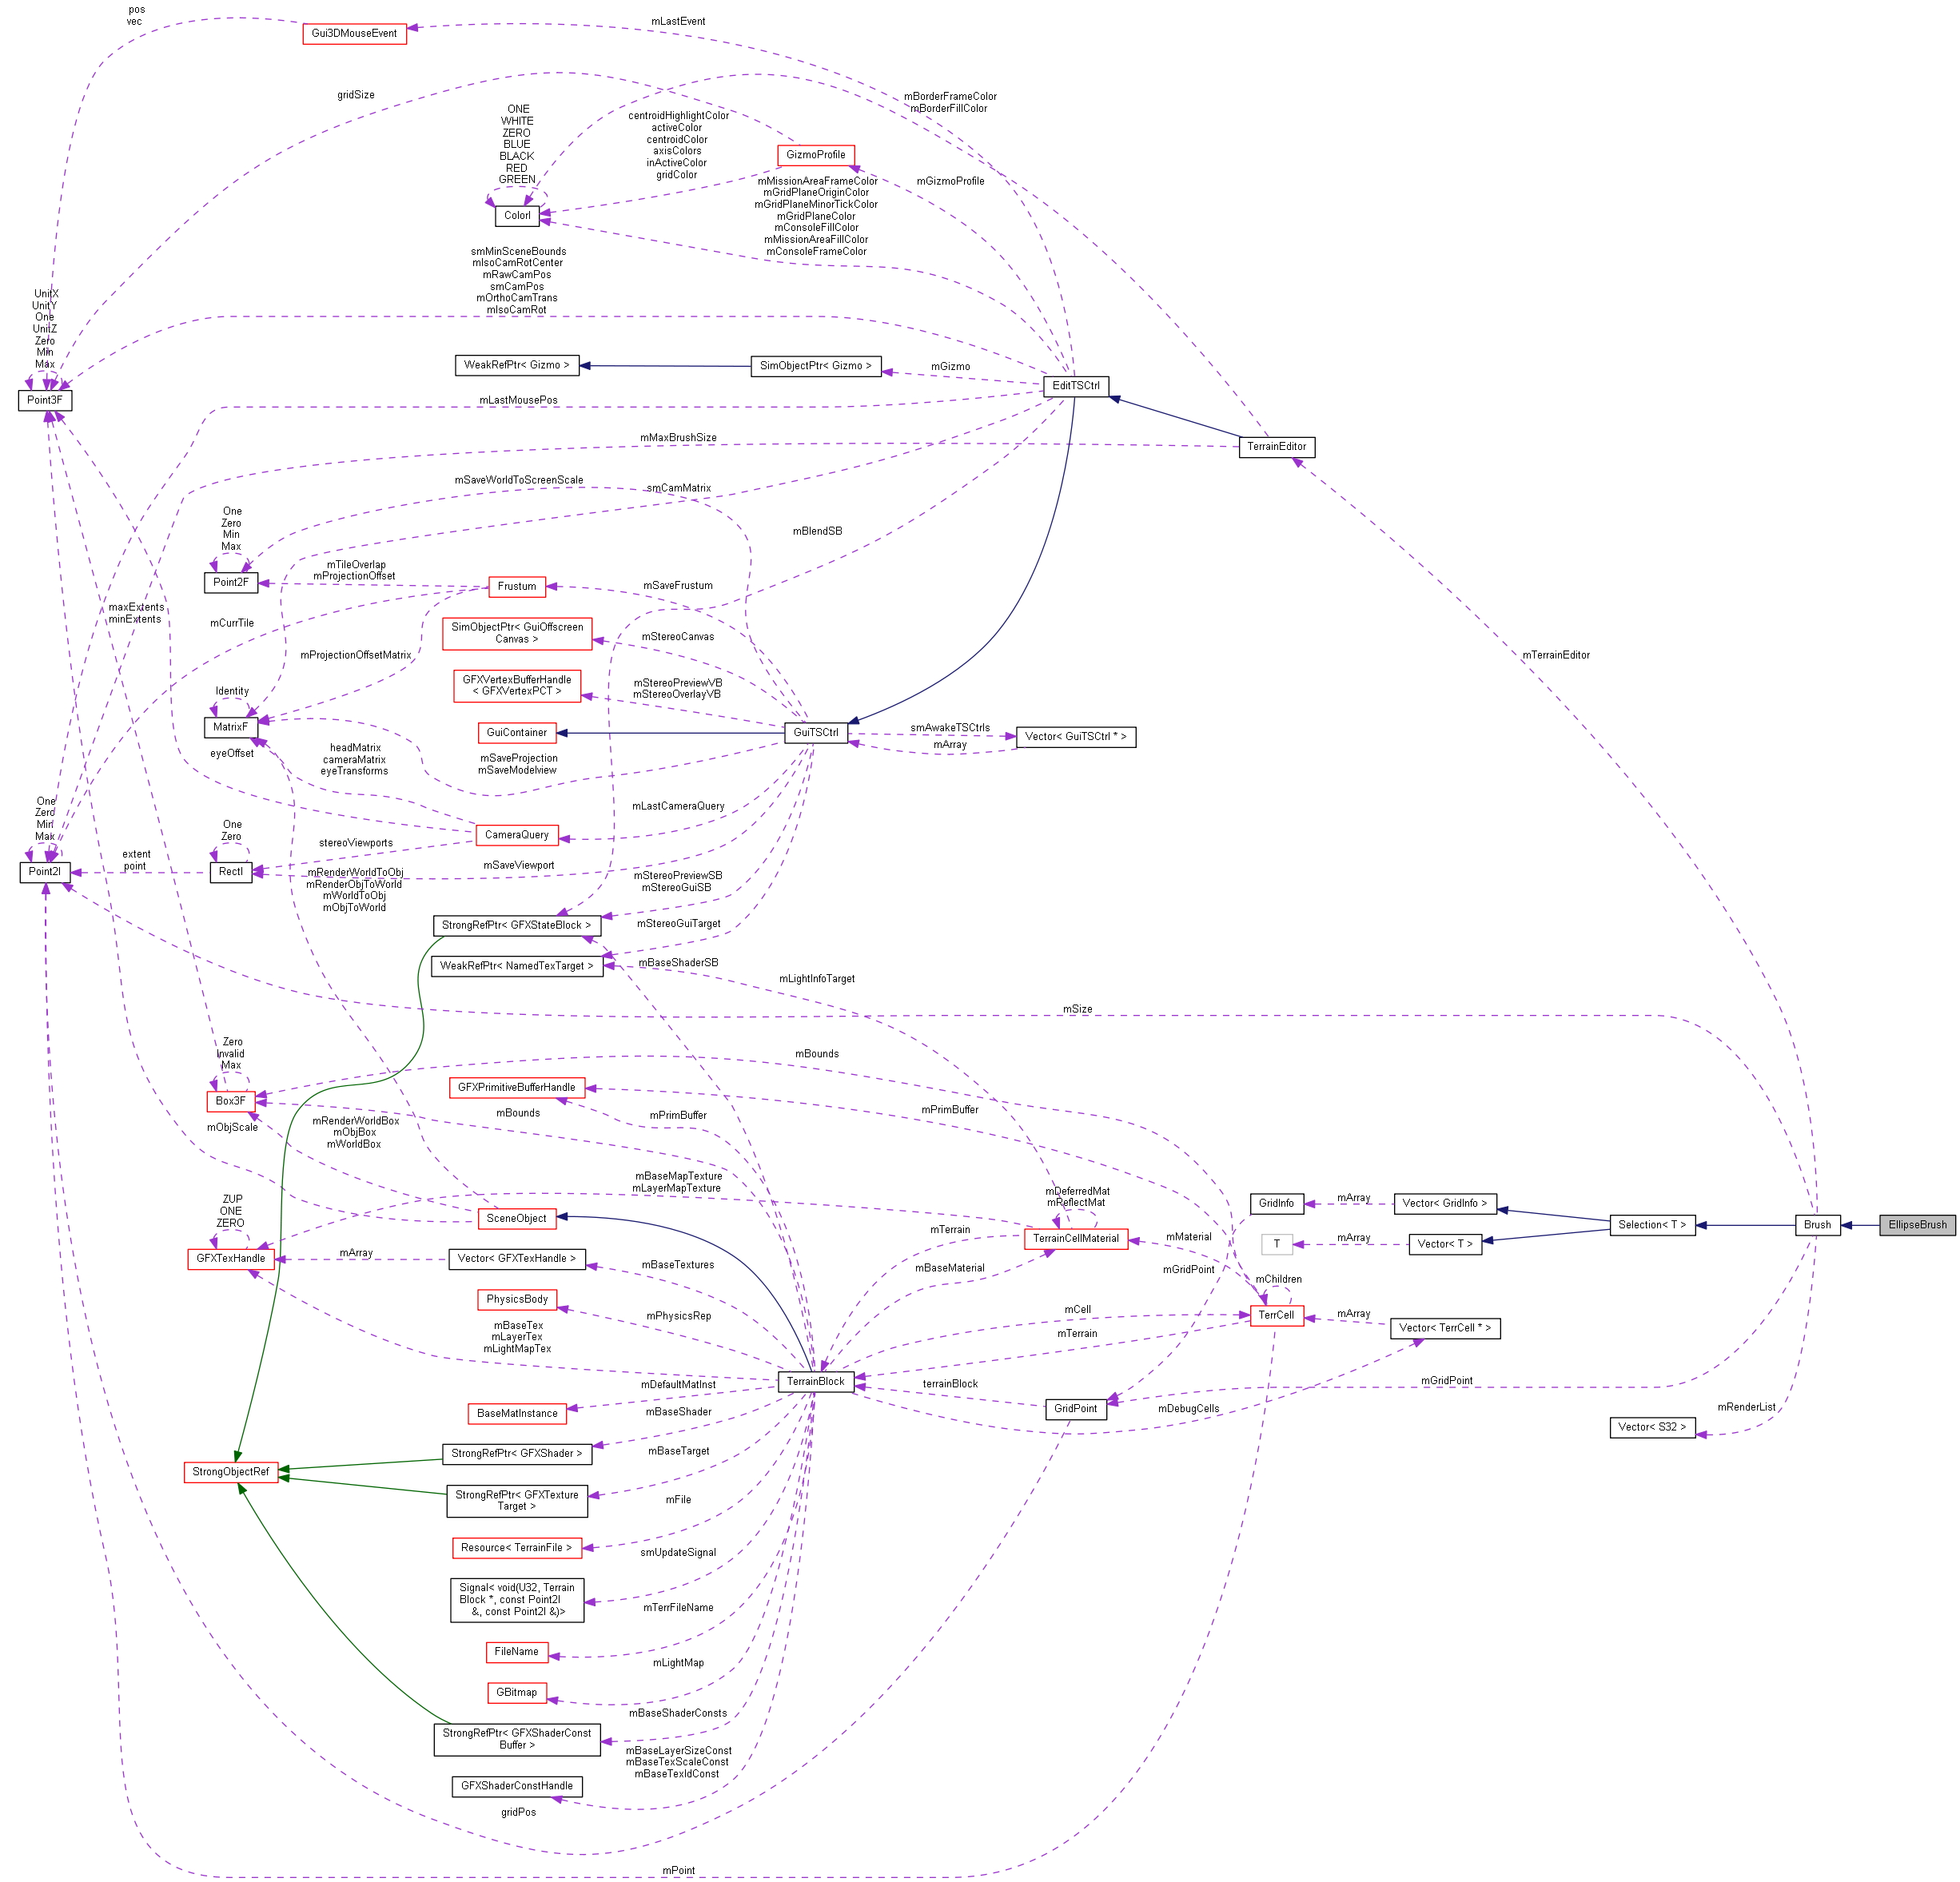 pos
vec
Gui3DMouseEvent
mLastEvent
gridSize
mBorderFrameColor
mBorderFillColor
ONE
WHITE
ZERO
BLUE
BLACK
RED
GREEN
centroidHighlightColor
activeColor
centroidColor
axisColors
inActiveColor
gridColor
GizmoProfile
mGizmoProfile
ColorI
mMissionAreaFrameColor
mGridPlaneOriginColor
mGridPlaneMinorTickColor
mGridPlaneColor
mConsoleFillColor
mMissionAreaFillColor
mConsoleFrameColor
smMinSceneBounds
mIsoCamRotCenter
mRawCamPos
smCamPos
mOrthoCamTrans
mIsoCamRot
UnitX
UnitY
One
UnitZ
Zero
Min
Max
Point3F
WeakRefPtr< Gizmo >
SimObjectPtr< Gizmo >
mGizmo
EditTSCtrl
mLastMousePos
mMaxBrushSize
TerrainEditor
mSaveWorldToScreenScale
smCamMatrix
One
Zero
Min
Max
Point2F
mBlendSB
mTileOverlap
mProjectionOffset
Frustum
mSaveFrustum
maxExtents
minExtents
mCurrTile
SimObjectPtr< GuiOffscreen
Canvas >
mStereoCanvas
mProjectionOffsetMatrix
mTerrainEditor
GFXVertexBufferHandle
< GFXVertexPCT >
mStereoPreviewVB
mStereoOverlayVB
Identity
MatrixF
GuiContainer
GuiTSCtrl
smAwakeTSCtrls
mArray
Vector< GuiTSCtrl * >
eyeOffset
headMatrix
cameraMatrix
eyeTransforms
mSaveProjection
mSaveModelview
mLastCameraQuery
CameraQuery
One
Zero
Min
Max
Point2I
One
Zero
RectI
extent
point
stereoViewports
mSaveViewport
mRenderWorldToObj
mRenderObjToWorld
mWorldToObj
mObjToWorld
mStereoPreviewSB
mStereoGuiSB
StrongRefPtr< GFXStateBlock >
mStereoGuiTarget
WeakRefPtr< NamedTexTarget >
mBaseShaderSB
mLightInfoTarget
mSize
Zero
Invalid
Max
Box3F
mBounds
GFXPrimitiveBufferHandle
mBounds
mPrimBuffer
mPrimBuffer
mObjScale
mRenderWorldBox
mObjBox
mWorldBox
mBaseMapTexture
mLayerMapTexture
mDeferredMat
mReflectMat
GridInfo
mArray
Vector< GridInfo >
ZUP
ONE
ZERO
SceneObject
Selection< T >
Brush
EllipseBrush
mTerrain
TerrainCellMaterial
mMaterial
T
mArray
Vector< T >
GFXTexHandle
mArray
Vector< GFXTexHandle >
mBaseTextures
mBaseMaterial
mGridPoint
mChildren
PhysicsBody
mPhysicsRep
mCell
TerrCell
mArray
Vector< TerrCell * >
mTerrain
mBaseTex
mLayerTex
mLightMapTex
TerrainBlock
mDefaultMatInst
terrainBlock
mGridPoint
BaseMatInstance
mBaseShader
GridPoint
mDebugCells
mRenderList
Vector< S32 >
StrongRefPtr< GFXShader >
mBaseTarget
StrongObjectRef
StrongRefPtr< GFXTexture
Target >
mFile
Resource< TerrainFile >
smUpdateSignal
Signal< void(U32, Terrain
Block *, const Point2I
&, const Point2I &)>
mTerrFileName
FileName
mLightMap
GBitmap
mBaseShaderConsts
StrongRefPtr< GFXShaderConst
Buffer >
mBaseLayerSizeConst
mBaseTexScaleConst
mBaseTexIdConst
GFXShaderConstHandle
gridPos
mPoint